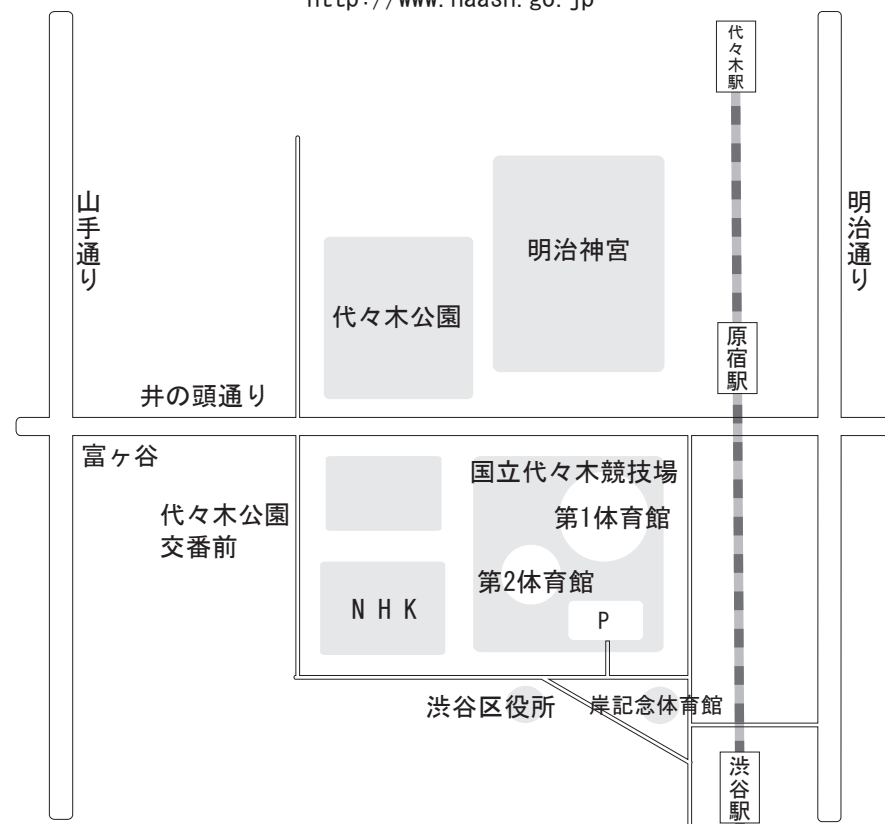 http://www.naash.go.jp
代々木駅
山手通り
明治通り
明治神宮
代々木公園
原宿駅
井の頭通り
富ヶ谷
国立代々木競技場
代々木公園
交番前
第1体育館
第2体育館
NHK
P
渋谷区役所
岸記念体育館
渋谷駅